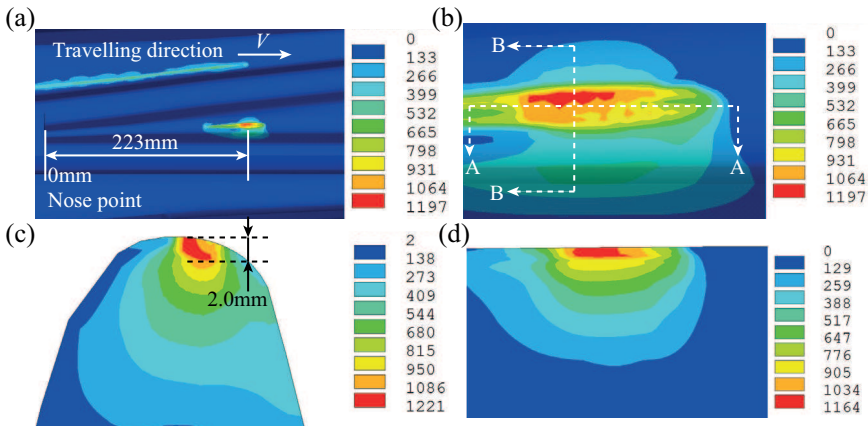 (a)
Travelling direction
V
223mm
0mm
Nose point
0
133
266
399
532
665
798
931
1064
1197
(b)
B
A
A
B
0
133
266
399
532
665
798
931
1064
1197
(c)
2.0mm
2
138
273
409
544
680
815
950
1086
1221
(d)
0
129
259
388
517
647
776
905
1034
1164